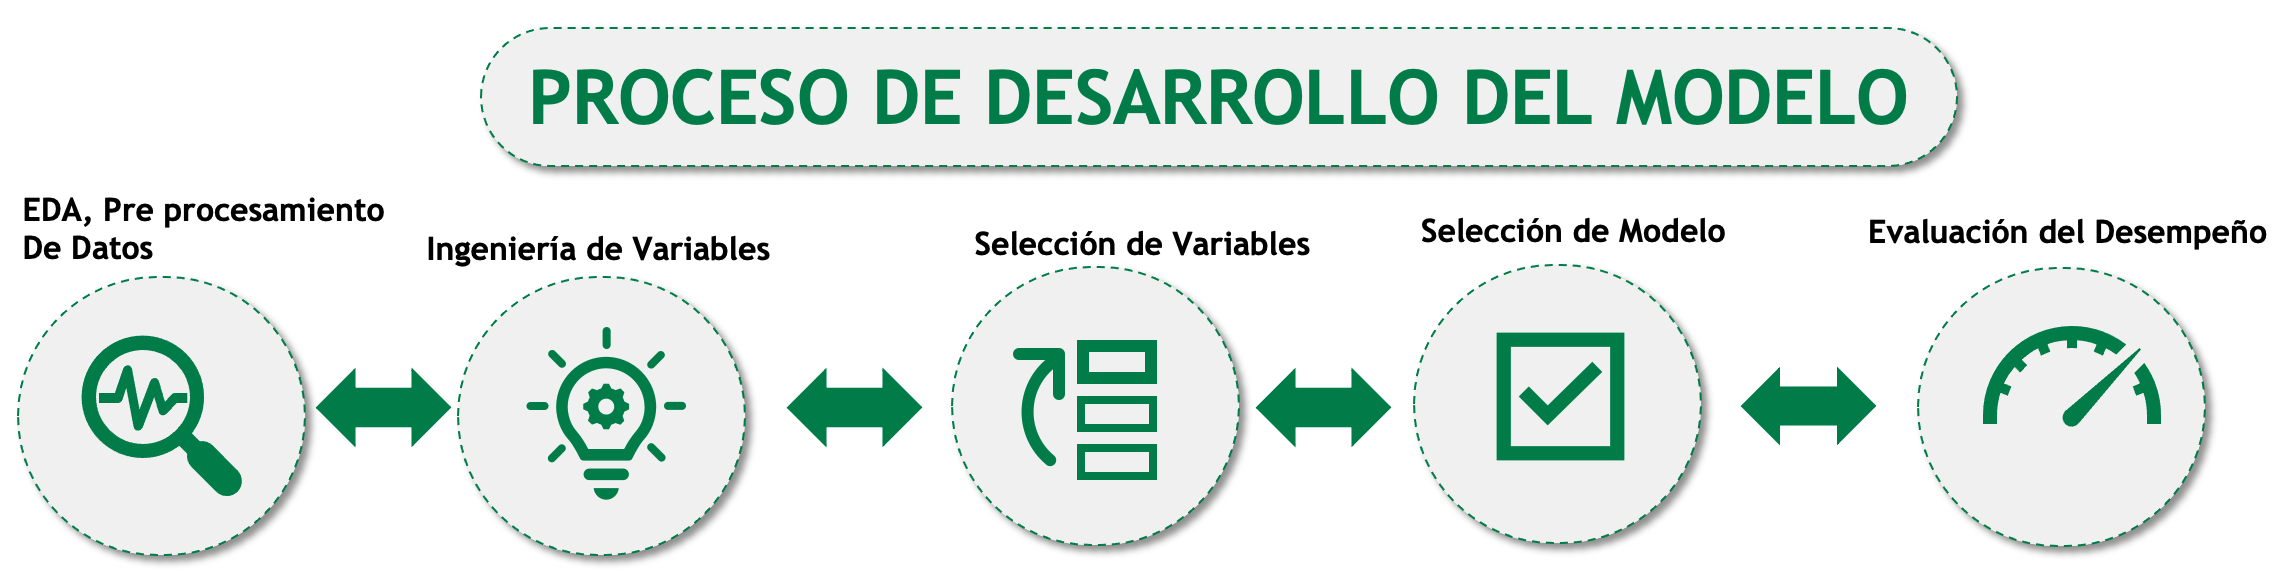 PROCESO DE DESARROLLO DEL MODELO
EDA, Pre procesamiento
De Datos
Ingeniería de Variables
Selección de Variables
Selección de Modelo
Evaluación del Desempeño